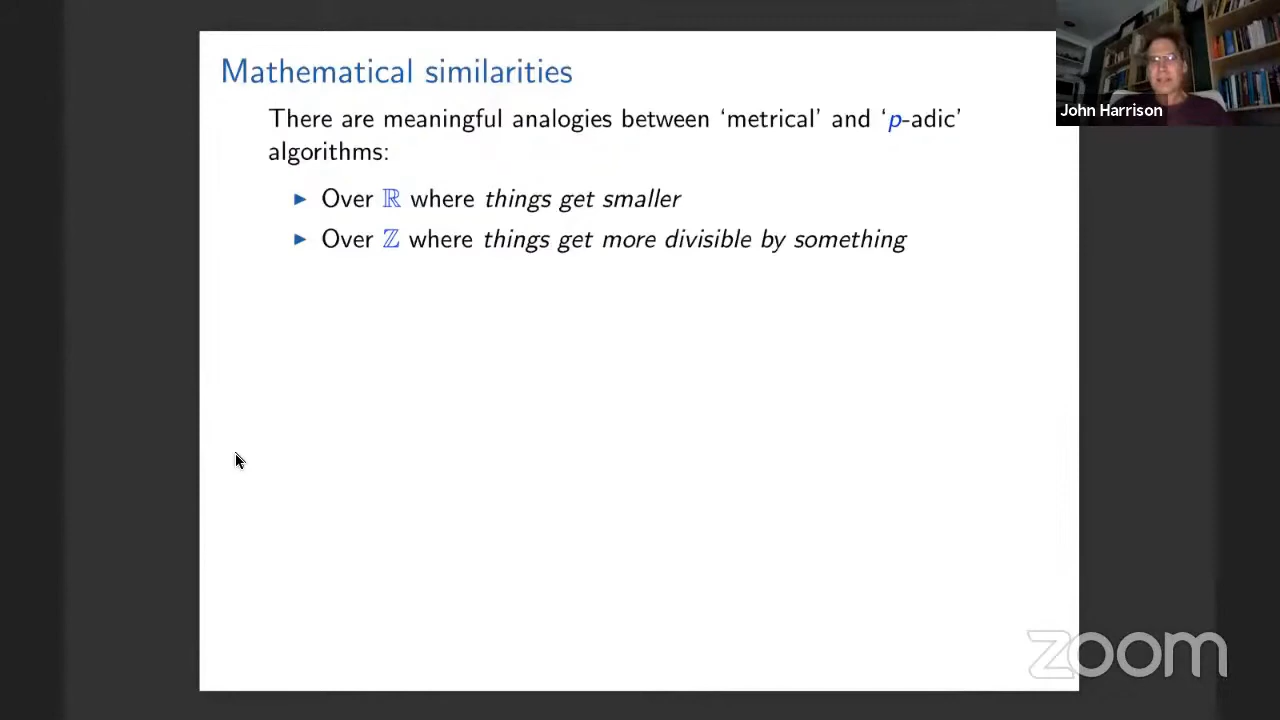 Mathematical similarities
There are meaningful analogies between ‘metrical’ and ‘p-adic’
algorithms:
▶ Over ℝ where things get smaller
▶ Over ℤ where things get more divisible by something
John Harrison
zoom